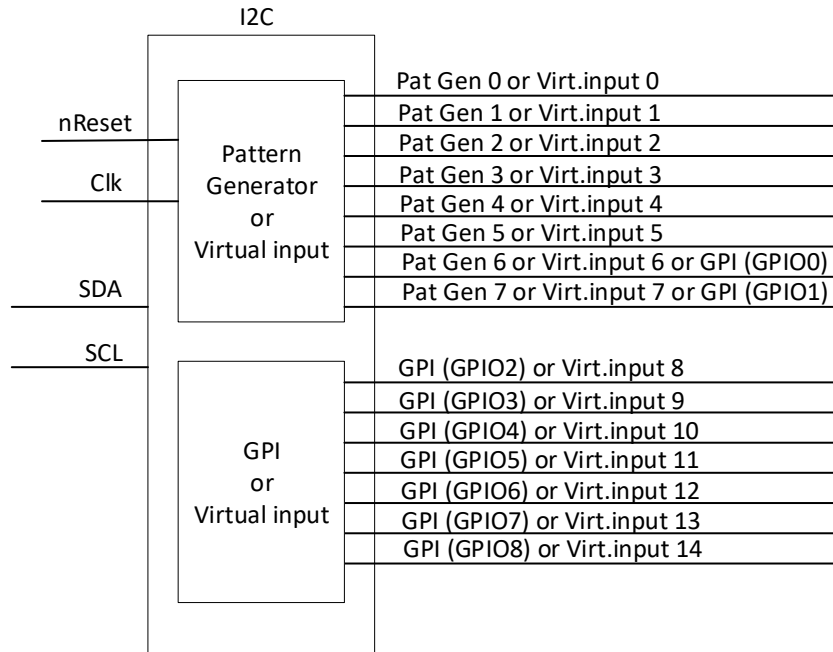 I2C
nReset
Clk
SDA
SCL
Pattern
Generator
or
Virtual input
Pat Gen 0 or Virt.input 0
Pat Gen 1 or Virt.input 1
Pat Gen 2 or Virt.input 2
Pat Gen 3 or Virt.input 3
Pat Gen 4 or Virt.input 4
Pat Gen 5 or Virt.input 5
Pat Gen 6 or Virt.input 6 or GPI (GPIO0)
Pat Gen 7 or Virt.input 7 or GPI (GPIO1)
GPI
or
Virtual input
GPI (GPIO2) or Virt.input 8
GPI (GPIO3) or Virt.input 9
GPI (GPIO4) or Virt.input 10
GPI (GPIO5) or Virt.input 11
GPI (GPIO6) or Virt.input 12
GPI (GPIO7) or Virt.input 13
GPI (GPIO8) or Virt.input 14